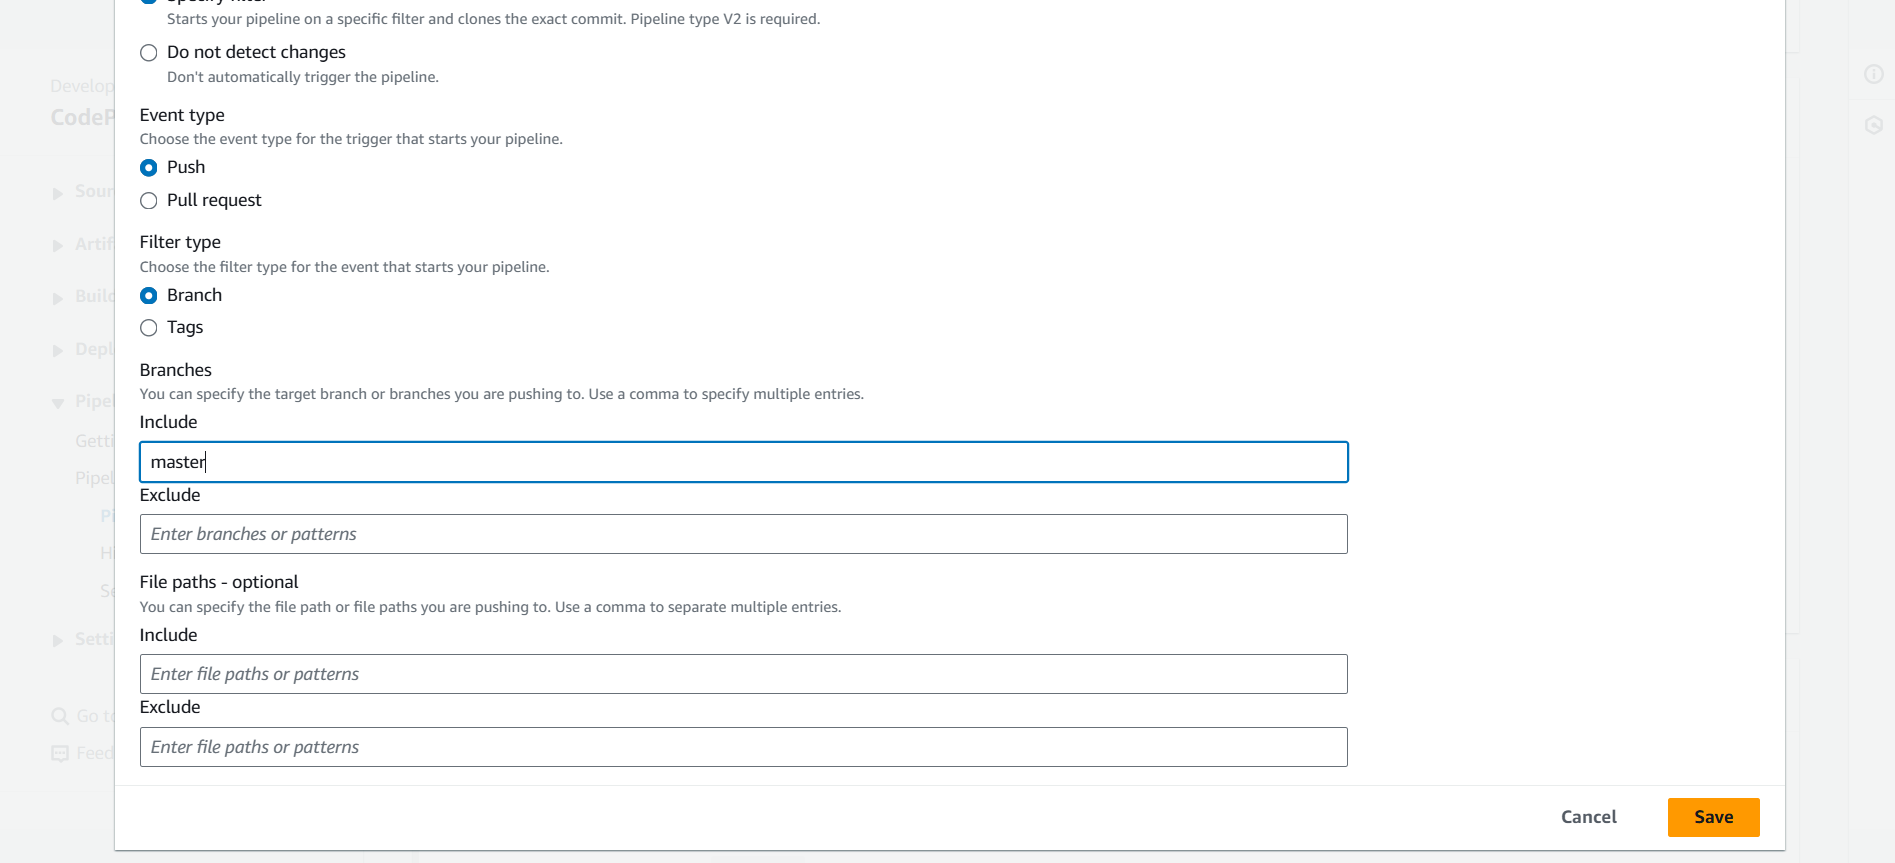 Specify filter
Starts your pipeline on a specific filter and clones the exact commit. Pipeline type V2 is required.
Do not detect changes
Don't automatically trigger the pipeline.
Develop
CodeP
Event type
Choose the event type for the trigger that starts your pipeline.
Push
Pull request
Sour
Filter type
Artif
Choose the filter type for the event that starts your pipeline.
Branch
Build
Tags
Depl
Branches
You can specify the target branch or branches you are pushing to. Use a comma to specify multiple entries.
Pipel
Include
Getti
master
Pipel
Exclude
Pi
Enter branches or patterns
Hi
File paths - optional
Se
You can specify the file path or file paths you are pushing to. Use a comma to separate multiple entries.
Include
Setti
Enter file paths or patterns
Exclude
Go to
Enter file paths or patterns
Feed
Cancel
Save